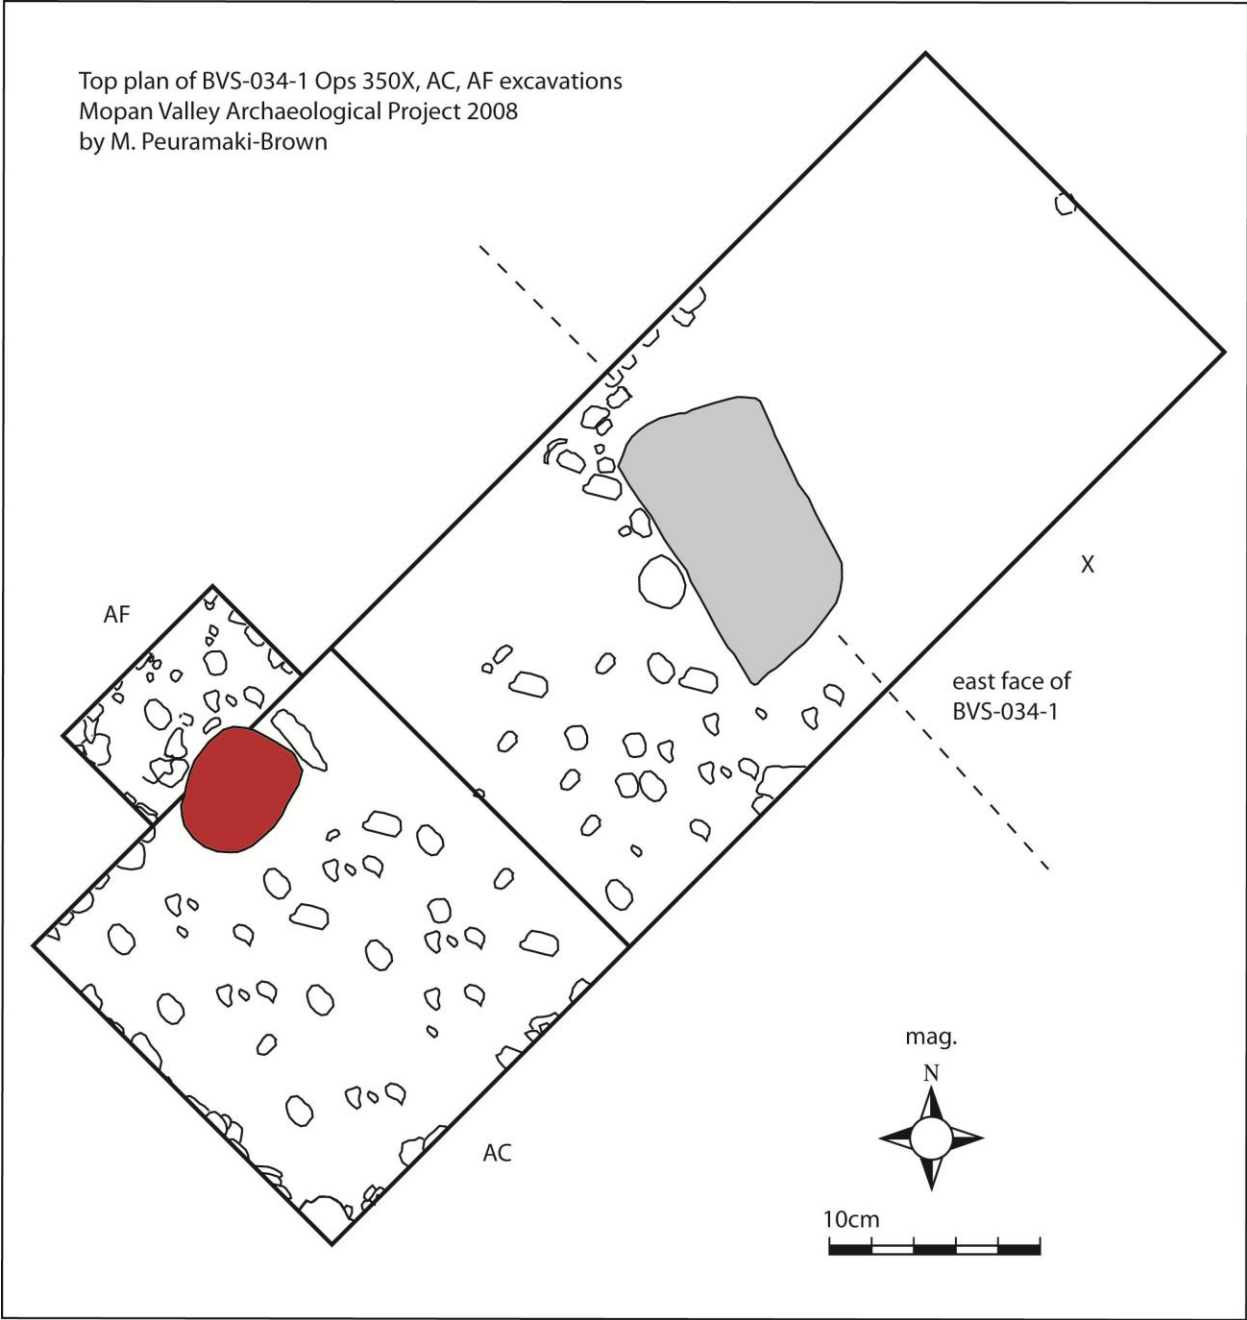 Top plan of BVS-034-1 Ops 350X, AC, AF excavations
Mopan Valley Archaeological Project 2008
by M. Peuramaki-Brown
X
AF
east face of
BVS-034-1
mag.
N
AC
10cm